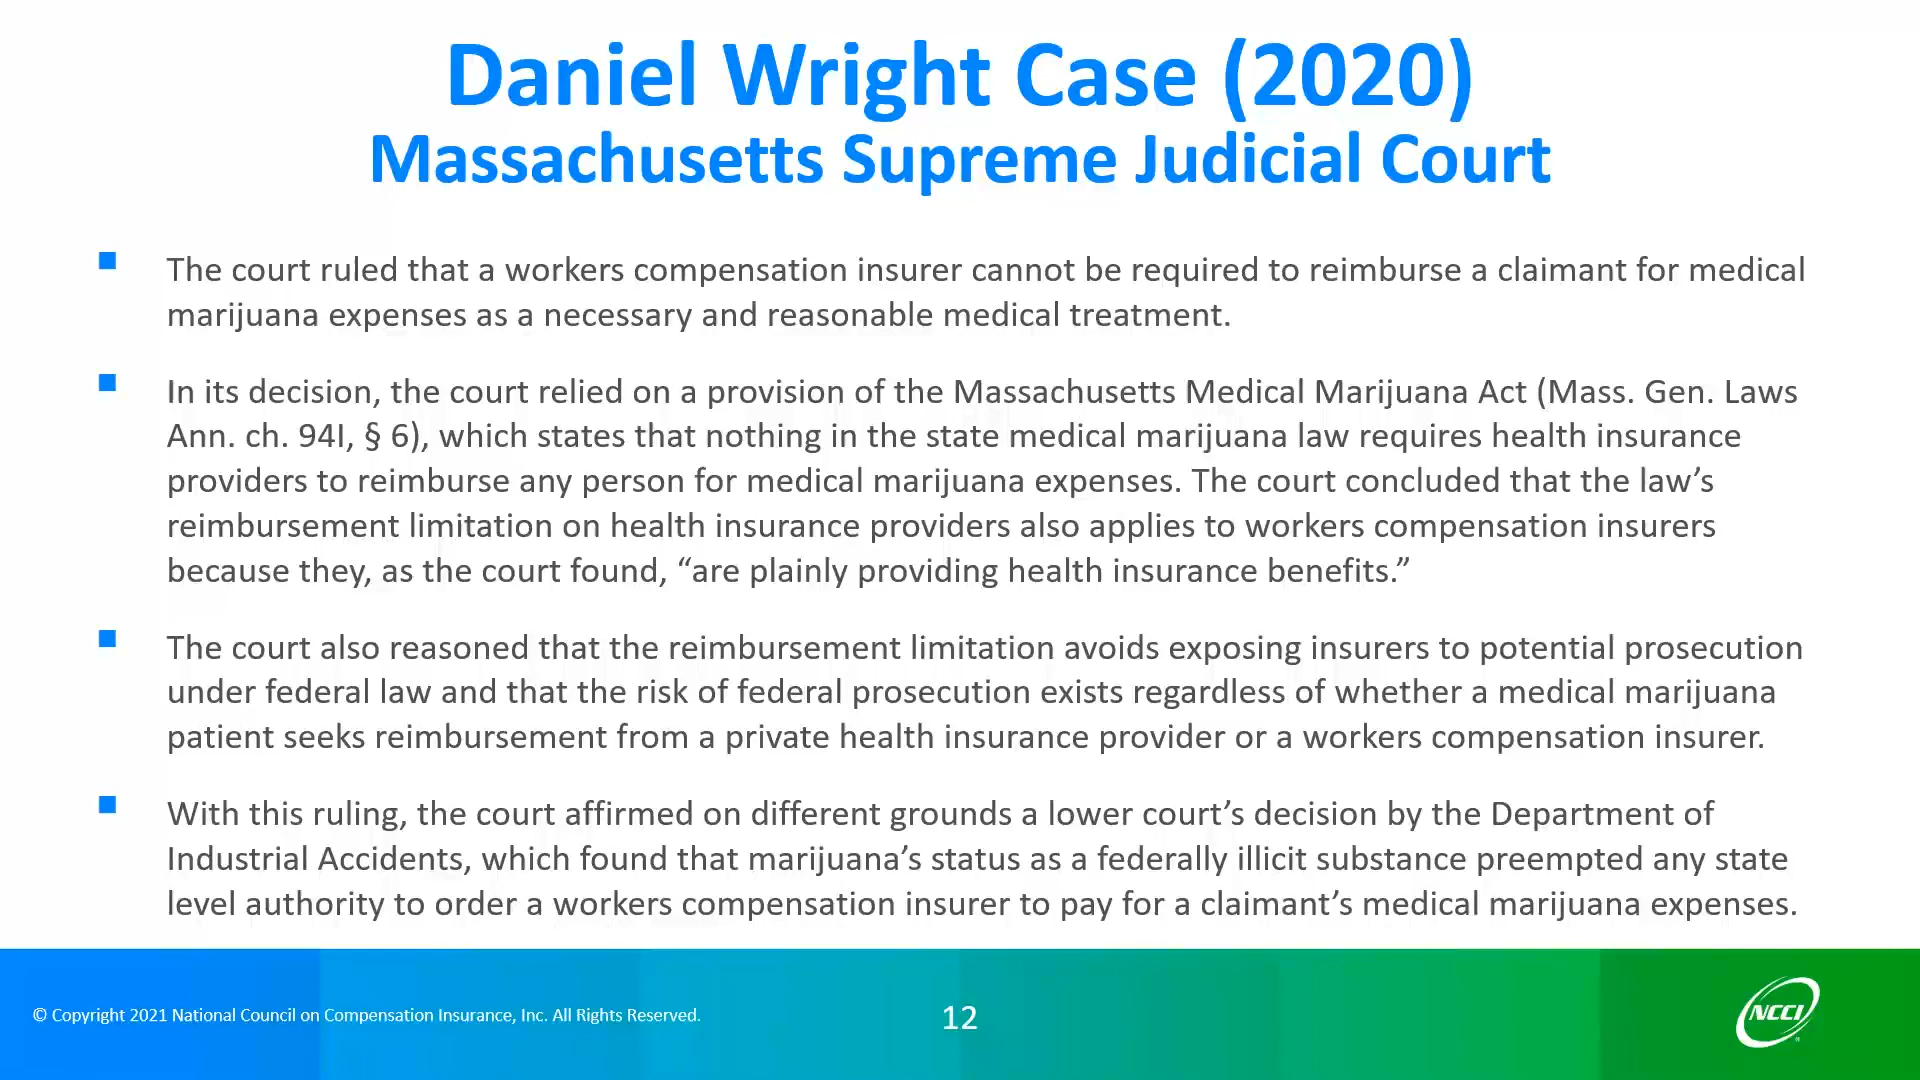 Daniel Wright Case (2020)
Massachusetts Supreme Judicial Court
The court ruled that a workers compensation insurer cannot be required to reimburse a claimant for medical
marijuana expenses as a necessary and reasonable medical treatment.
In its decision, the court relied on a provision of the Massachusetts Medical Marijuana Act (Mass. Gen. Laws
Ann. ch. 94I, § 6), which states that nothing in the state medical marijuana law requires health insurance
providers to reimburse any person for medical marijuana expenses. The court concluded that the law’s
reimbursement limitation on health insurance providers also applies to workers compensation insurers
because they, as the court found, “are plainly providing health insurance benefits.”
The court also reasoned that the reimbursement limitation avoids exposing insurers to potential prosecution
under federal law and that the risk of federal prosecution exists regardless of whether a medical marijuana
patient seeks reimbursement from a private health insurance provider or a workers compensation insurer.
With this ruling, the court affirmed on different grounds a lower court’s decision by the Department of
Industrial Accidents, which found that marijuana’s status as a federally illicit substance preempted any state
level authority to order a workers compensation insurer to pay for a claimant’s medical marijuana expenses.
© Copyright 2021 National Council on Compensation Insurance, Inc. All Rights Reserved.
12
NCCI